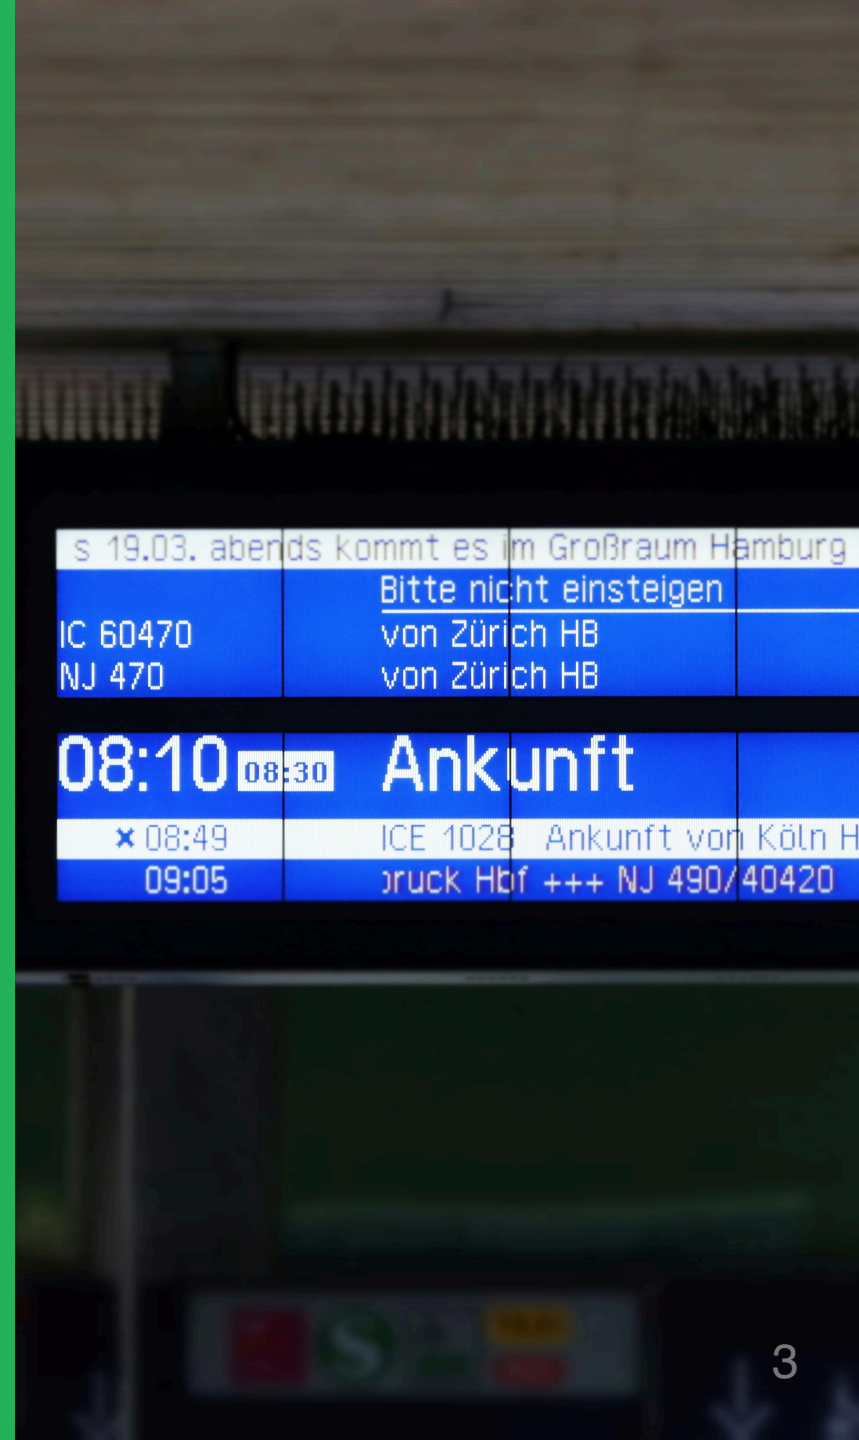 s 19.03. abends kommt es im Großraum Hamburg
Bitte nicht einsteigen
IC 60470 von Zürich HB
NJ 470 von Zürich HB
08:10 08:30 Ankunft
× 08:49 ICE 1028 Ankunft von Köln H
09:05 bruck Hbf +++ NJ 490/40420
S
3